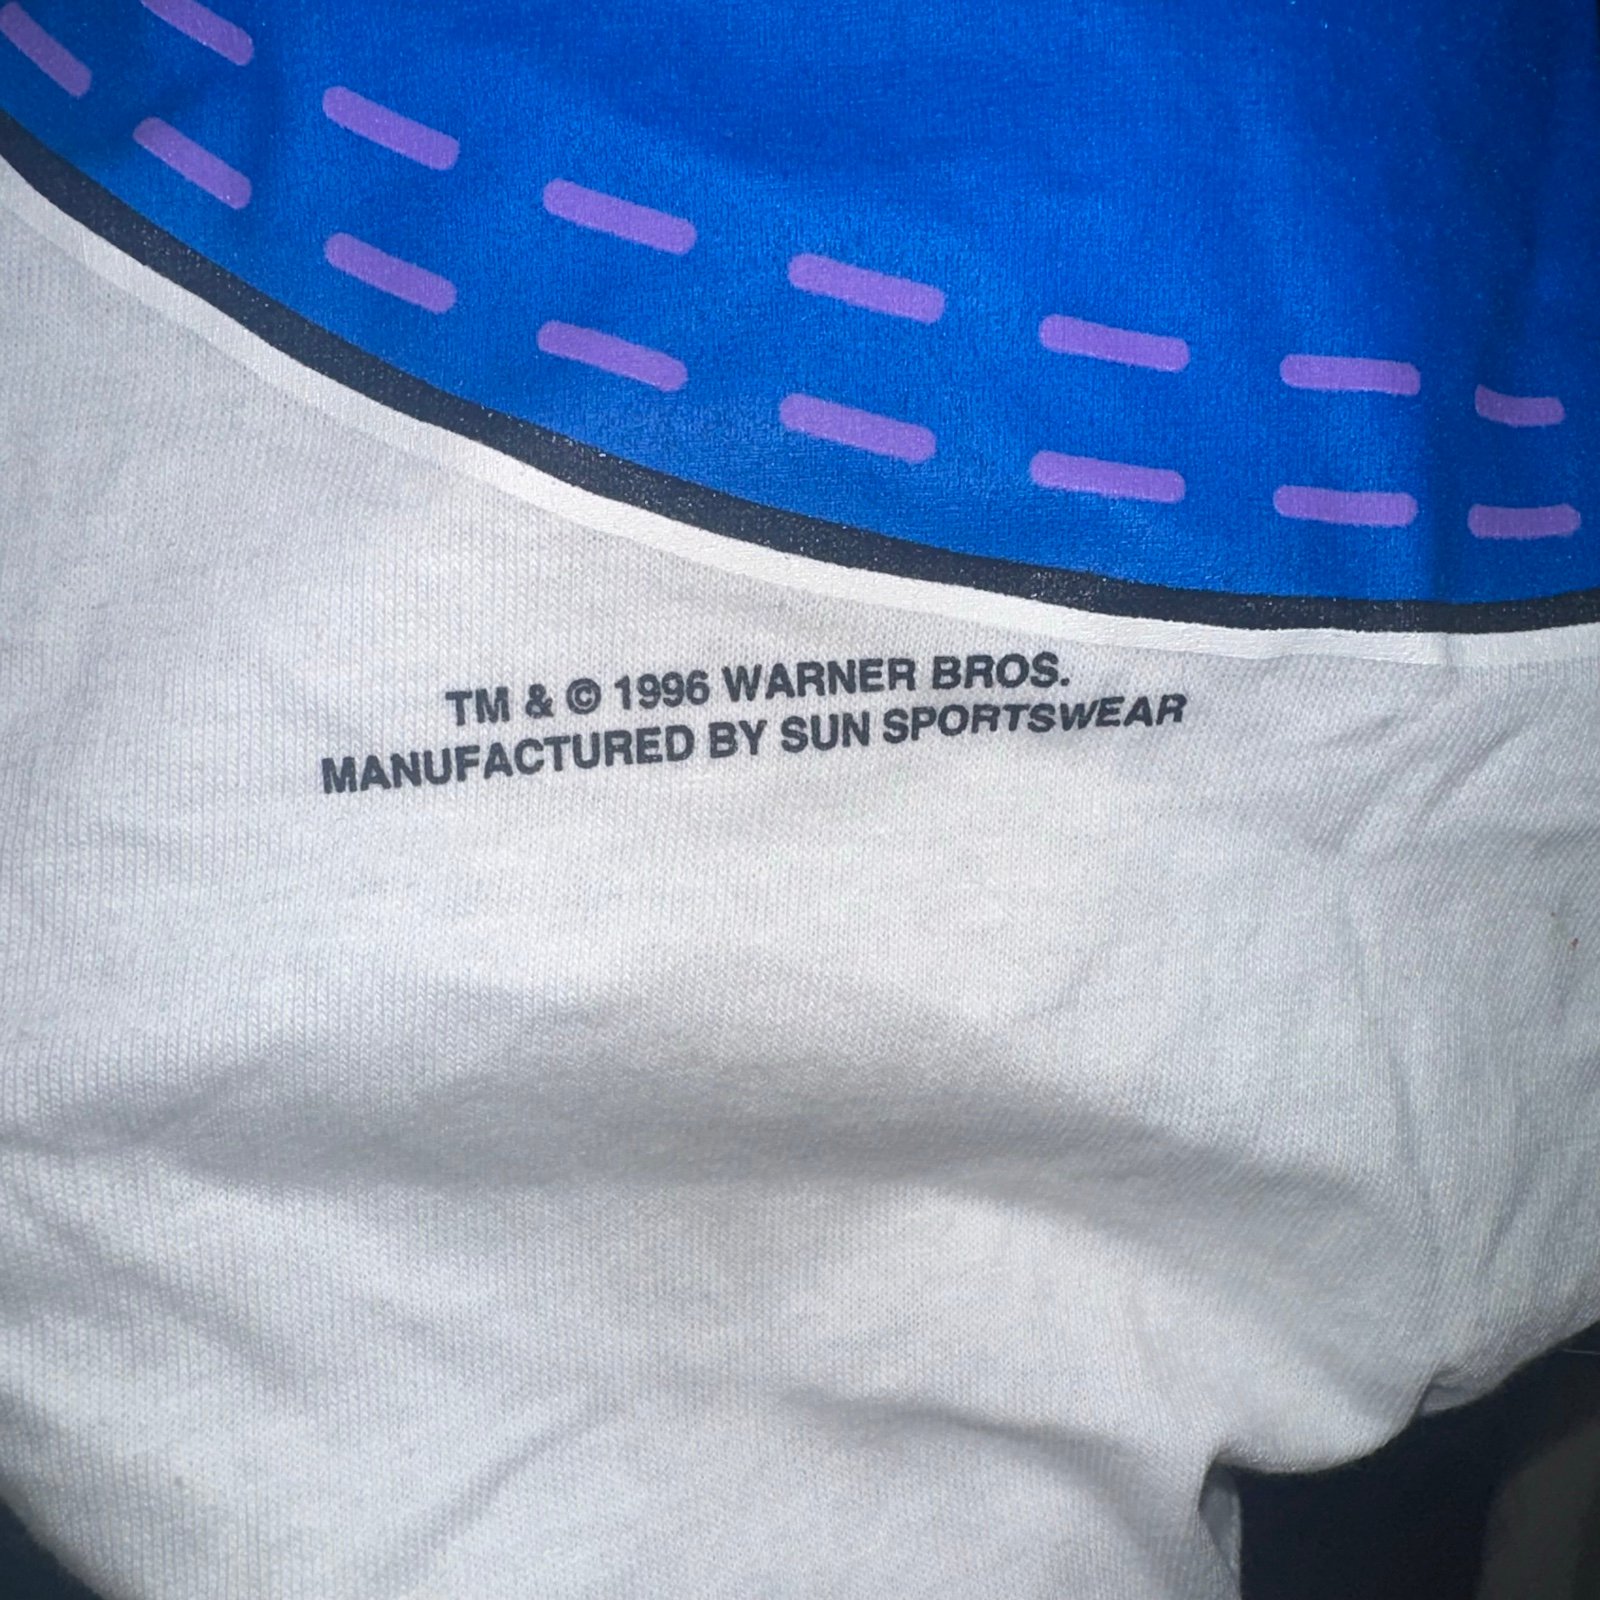 TM & © 1996 WARNER BROS.
MANUFACTURED BY SUN SPORTSWEAR